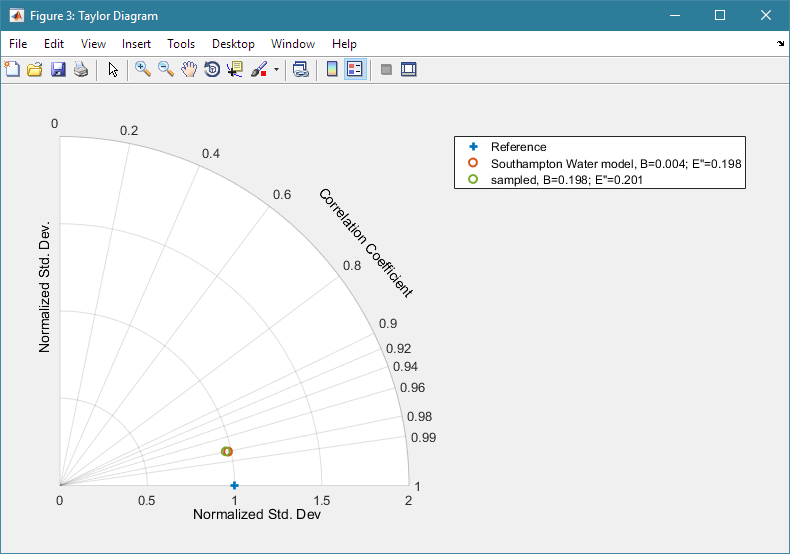 Figure 3: Taylor Diagram
File Edit View Insert Tools Desktop Window Help
0
0.2
0.4
0.6
0.8
0.9
0.92
0.94
0.96
0.98
0.99
1
Correlation Coefficient
Normalized Std. Dev.
0 0.5 1 1.5 2
Normalized Std. Dev
Reference
Southampton Water model, B=0.004; E"=0.198
sampled, B=0.198; E"=0.201